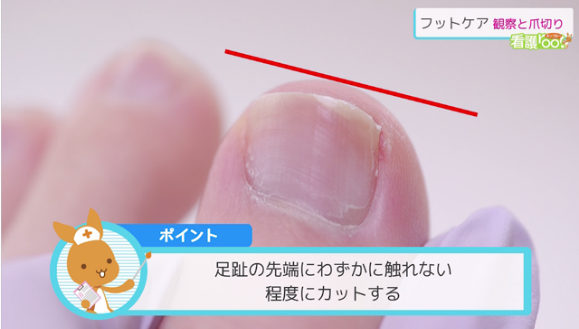 フットケア 観察と爪切り
看護roo!
ポイント
足趾の先端にわずかに触れない
程度にカットする